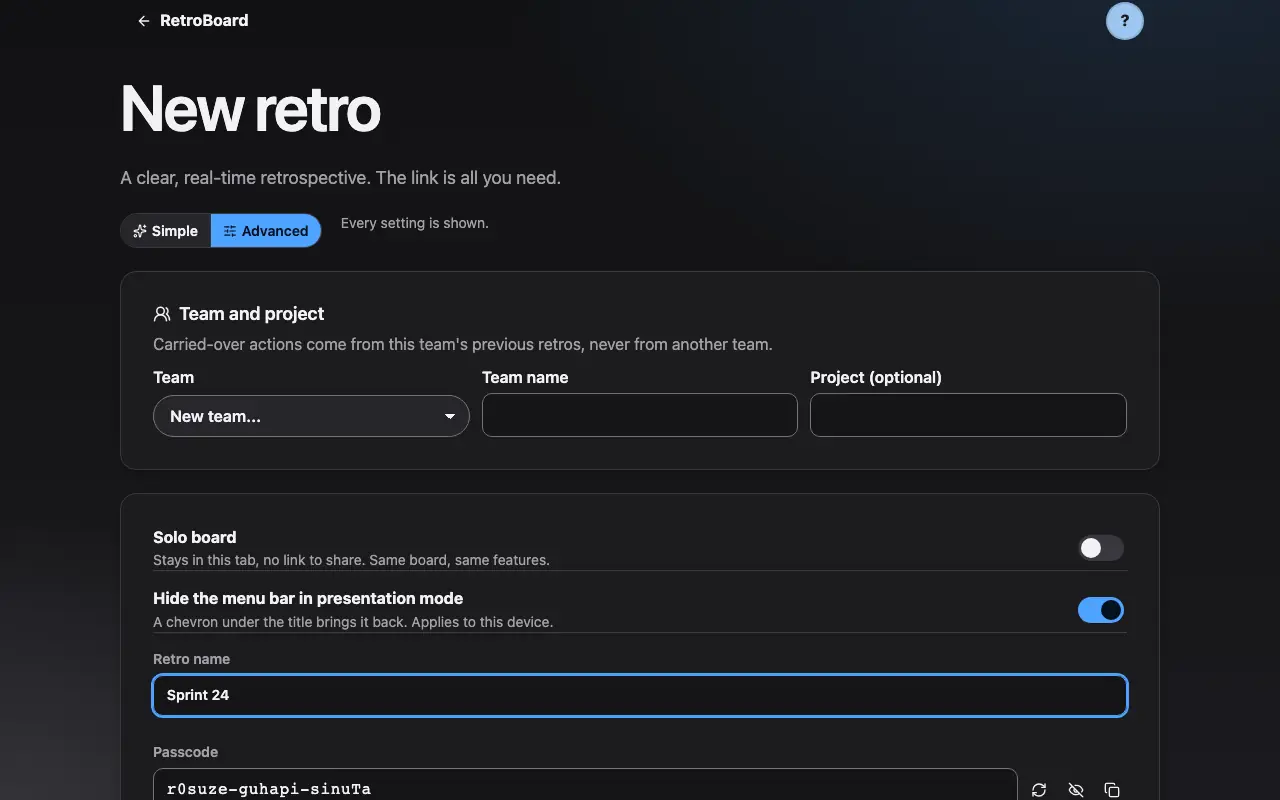 RetroBoard
?
New retro
A clear, real-time retrospective. The link is all you need.
Simple
Advanced
Every setting is shown.
Team and project
Carried-over actions come from this team's previous retros, never from another team.
Team
Team name
Project (optional)
New team...
Solo board
Stays in this tab, no link to share. Same board, same features.
Hide the menu bar in presentation mode
A chevron under the title brings it back. Applies to this device.
Retro name
Sprint 24
Passcode
r0suze-guhapi-sinuTa